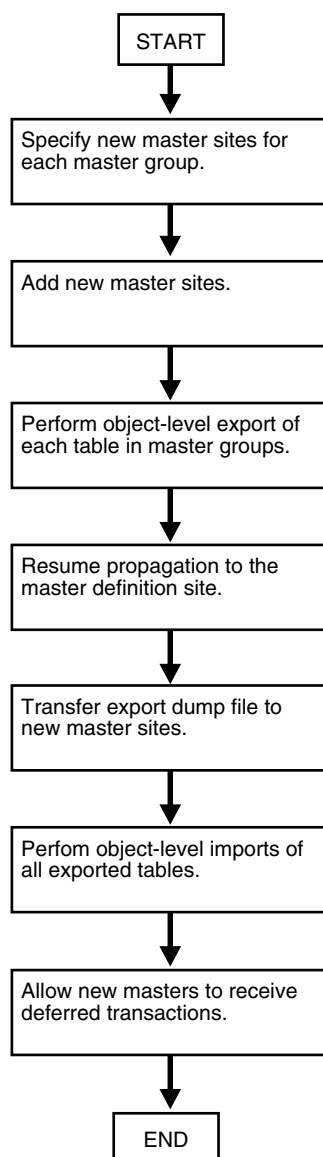 START
Specify new master sites for
each master group.
Add new master sites.
Perform object-level export of
each table in master groups.
Resume propagation to the
master definition site.
Transfer export dump file to
new master sites.
Perfom object-level imports of
all exported tables.
Allow new masters to receive
deferred transactions.
END